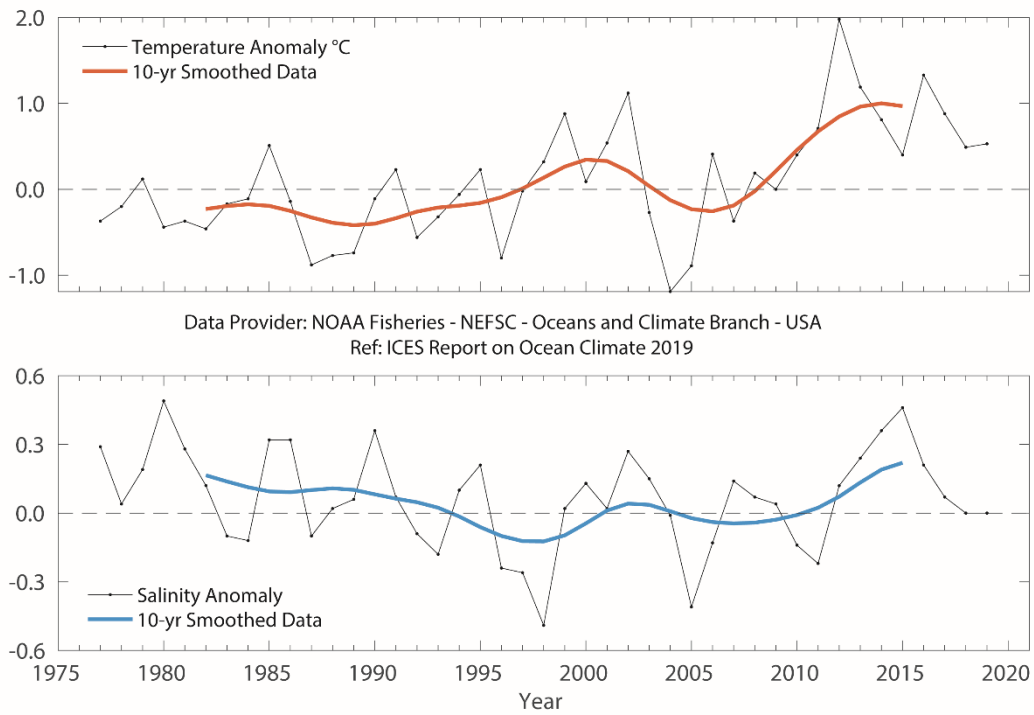 2.0
Temperature Anomaly °C
10-yr Smoothed Data
1.0
0.0
-1.0
Data Provider: NOAA Fisheries - NEFSC - Oceans and Climate Branch - USA
Ref: ICES Report on Ocean Climate 2019
0.6
0.3
0.0
-0.3
Salinity Anomaly
10-yr Smoothed Data
-0.6
1975 1980 1985 1990 1995 2000 2005 2010 2015 2020
Year